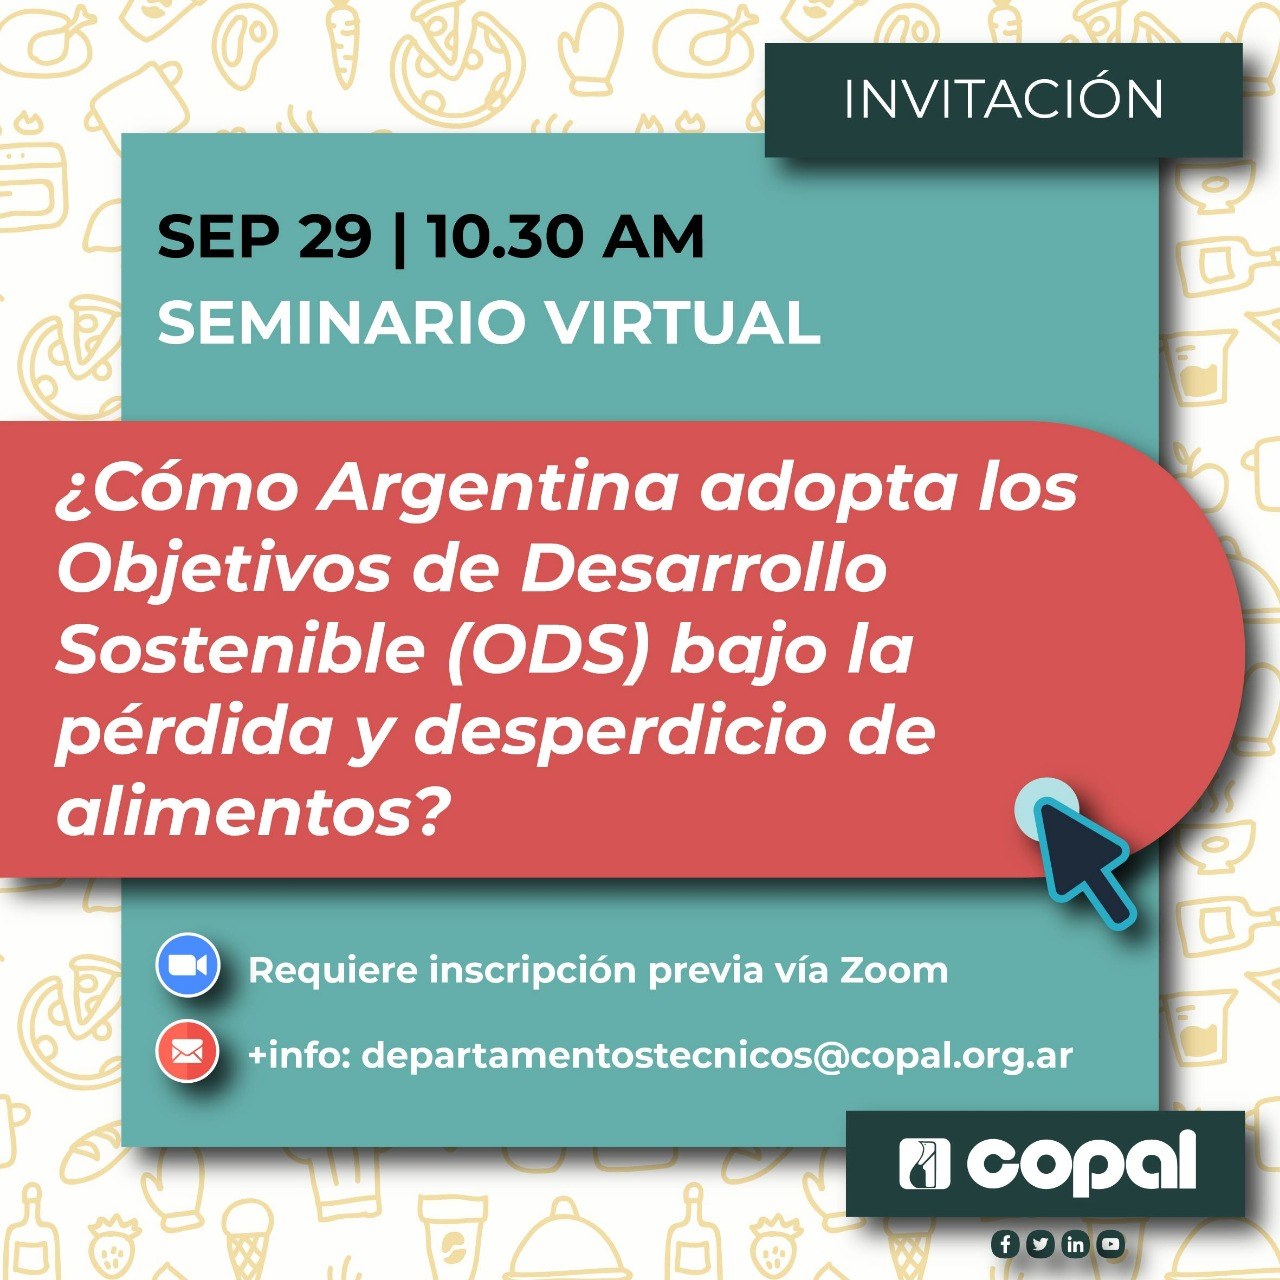 INVITACIÓN
SEP 29 | 10.30 AM
SEMINARIO VIRTUAL
¿Cómo Argentina adopta los
Objetivos de Desarrollo
Sostenible (ODS) bajo la
pérdida y desperdicio de
alimentos?
Requiere inscripción previa vía Zoom
+info: departamentostecnicos@copal.org.ar
copal